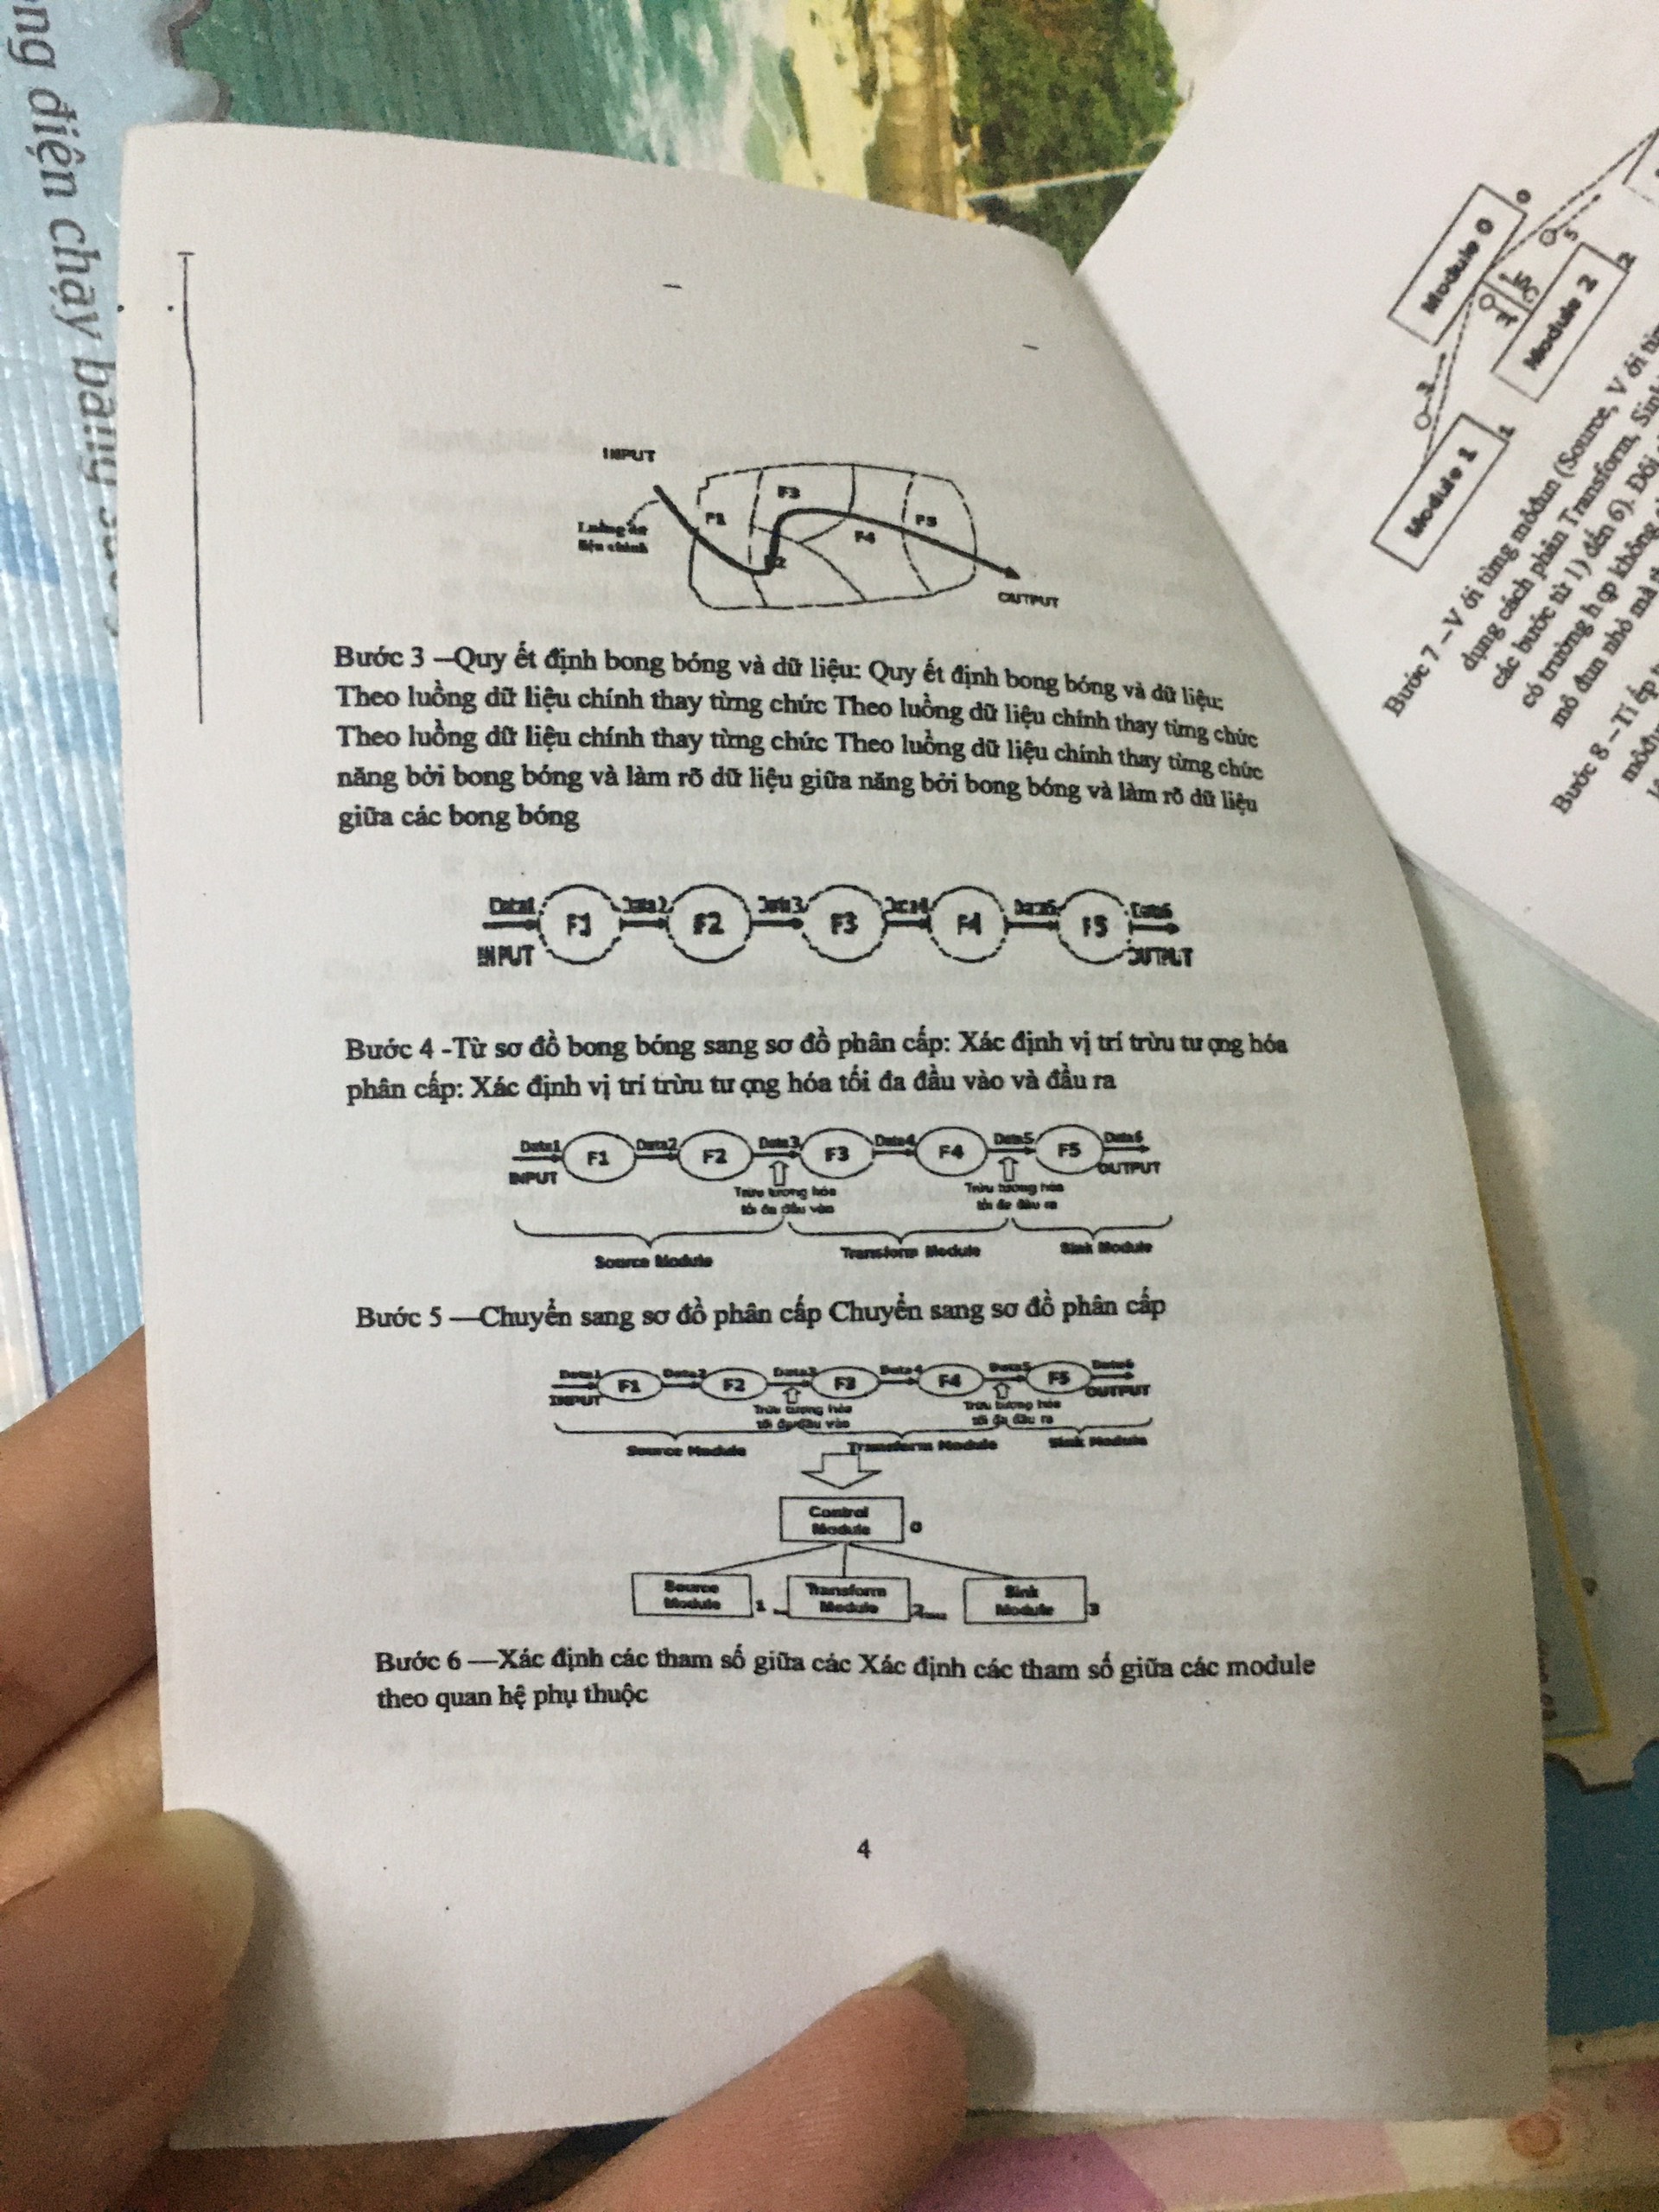 ng điện chạy bằng
INPUT
F1
F3
F5
F4
Luồng dữ
liệu chính
OUTPUT
Bước 3 –Quy ết định bong bóng và dữ liệu: Quy ết định bong bóng và dữ liệu:
Theo luồng dữ liệu chính thay từng chức Theo luồng dữ liệu chính thay từng chức
Theo luồng dữ liệu chính thay từng chức Theo luồng dữ liệu chính thay từng chức
năng bởi bong bóng và làm rõ dữ liệu giữa năng bởi bong bóng và làm rõ dữ liệu
giữa các bong bóng
Data1 F1 Data2 F2 Data3 F3 Data4 F4 Data5 F5 Data6
INPUT OUTPUT
Bước 4 -Từ sơ đồ bong bóng sang sơ đồ phân cấp: Xác định vị trí trừu tư ợng hóa
phân cấp: Xác định vị trí trừu tư ợng hóa tối đa đầu vào và đầu ra
Data1 F1 Data2 F2 Data3 F3 Data4 F4 Data5 F5 Data6
INPUT OUTPUT
Trừu tượng hóa Trừu tượng hóa
tối đa đầu vào tối đa đầu ra
Source Module Transform Module Sink Module
Bước 5 —Chuyển sang sơ đồ phân cấp Chuyển sang sơ đồ phân cấp
Data1 F1 Data2 F2 Data3 F3 Data4 F4 Data5 F5 Data6
INPUT OUTPUT
Trừu tượng hóa Trừu tượng hóa
tối đa đầu vào tối đa đầu ra
Source Module Transform Module Sink Module
Control
Module 0
Source Transform Sink
Module 1 Module 2 Module 3
Bước 6 —Xác định các tham số giữa các Xác định các tham số giữa các module
theo quan hệ phụ thuộc
4
Module 0 0
5
3
Module 2 2
Module 1 1
Bước 7 –V ới từng môđun (Source, V ới
dụng cách phân Transform,
các bước từ 1) đến 6).
có trường h ợp không
mô đun nhỏ mà
Bước 8 –Ti ếp